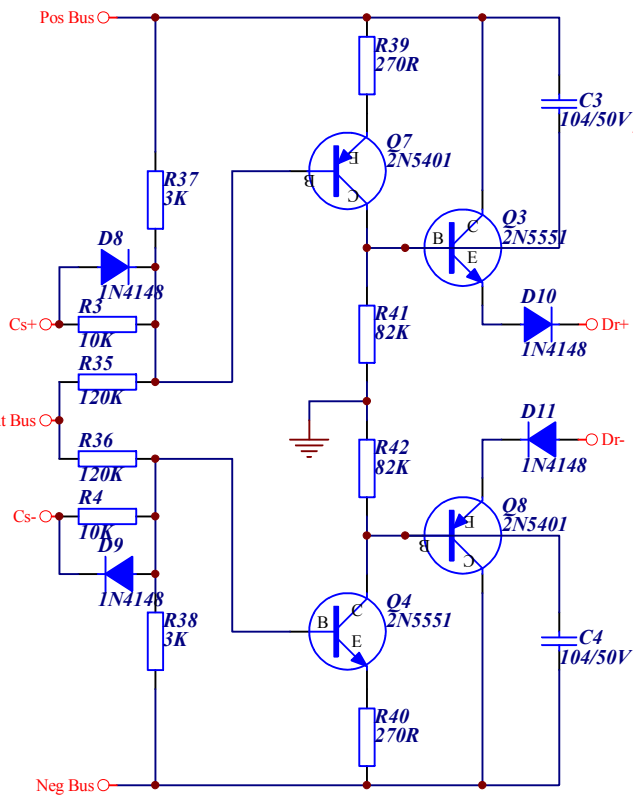 Pos Bus
R39
270R
C3
104/50V
Q7
2N5401
E
B
C
R37
3K
Q3
2N5551
B
C
E
D8
1N4148
D10
1N4148
Dr+
Cs+
R3
10K
R41
82K
R35
120K
t Bus
D11
1N4148
Dr-
R36
120K
R42
82K
Cs-
R4
10K
Q8
2N5401
E
B
C
D9
1N4148
R38
3K
Q4
2N5551
B
C
E
C4
104/50V
R40
270R
Neg Bus